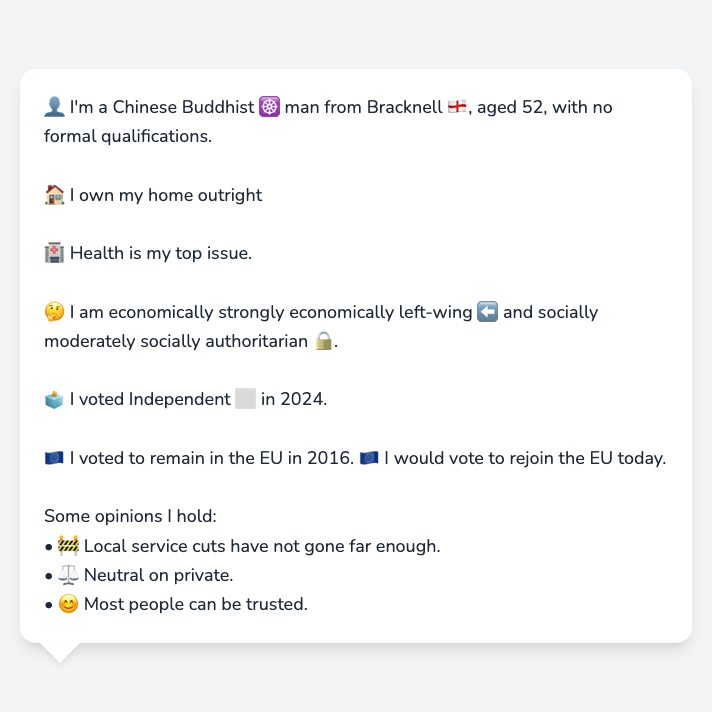 👤 I'm a Chinese Buddhist ☸️ man from Bracknell 🏴󠁧󠁢󠁥󠁮󠁧󠁿, aged 52, with no
formal qualifications.
🏠 I own my home outright
🏥 Health is my top issue.
🤔 I am economically strongly economically left-wing ⬅️ and socially
moderately socially authoritarian 🔒.
🗳️ I voted Independent ⬜ in 2024.
🇪🇺 I voted to remain in the EU in 2016. 🇪🇺 I would vote to rejoin the EU today.
Some opinions I hold:
• 🚧 Local service cuts have not gone far enough.
• ⚖️ Neutral on private.
• 😊 Most people can be trusted.